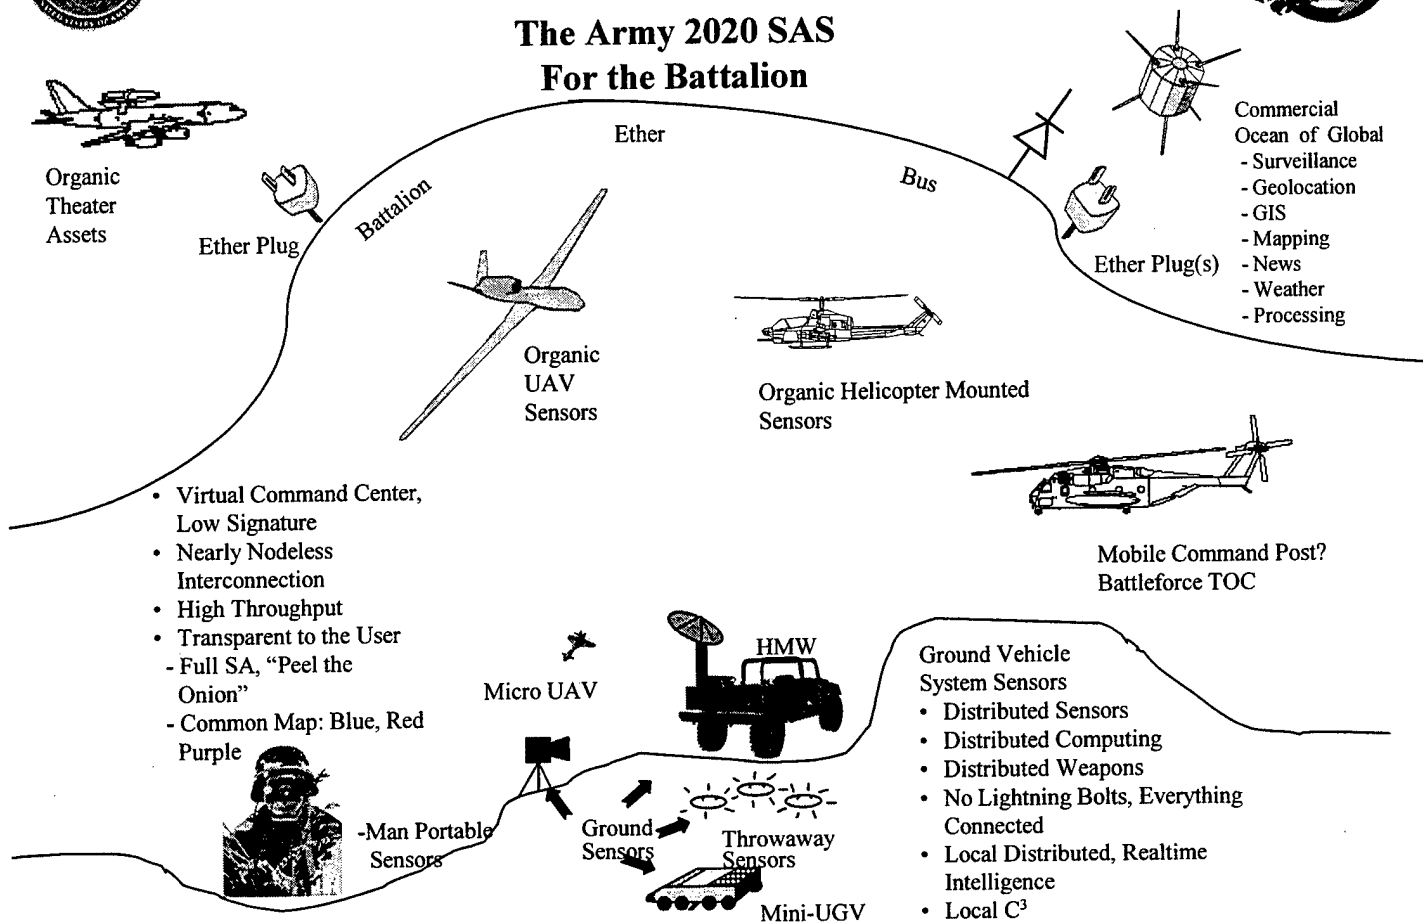 The Army 2020 SAS
For the Battalion
Organic
Theater
Assets
Ether Plug
Battalion
Ether
Bus
Ether Plug(s)
Commercial
Ocean of Global
- Surveillance
- Geolocation
- GIS
- Mapping
- News
- Weather
- Processing
Organic
UAV
Sensors
Organic Helicopter Mounted
Sensors
Mobile Command Post?
Battleforce TOC
• Virtual Command Center,
Low Signature
• Nearly Nodeless
Interconnection
• High Throughput
• Transparent to the User
- Full SA, “Peel the
Onion”
- Common Map: Blue, Red
Purple
-Man Portable
Sensors
Micro UAV
HMW
Ground
Sensors
Throwaway
Sensors
Mini-UGV
Ground Vehicle
System Sensors
• Distributed Sensors
• Distributed Computing
• Distributed Weapons
• No Lightning Bolts, Everything
Connected
• Local Distributed, Realtime
Intelligence
• Local C³